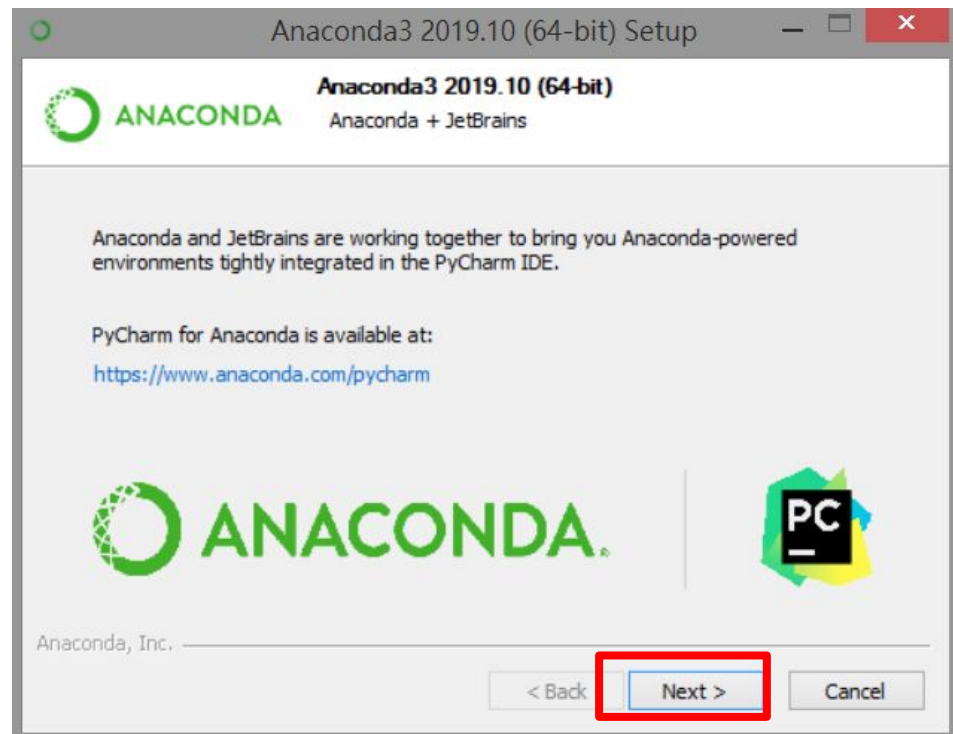 Anaconda3 2019.10 (64-bit) Setup
ANACONDA
Anaconda3 2019.10 (64-bit)
Anaconda + JetBrains
Anaconda and JetBrains are working together to bring you Anaconda-powered
environments tightly integrated in the PyCharm IDE.
PyCharm for Anaconda is available at:
https://www.anaconda.com/pycharm
ANACONDA.
PC
Anaconda, Inc.
< Back Next > Cancel